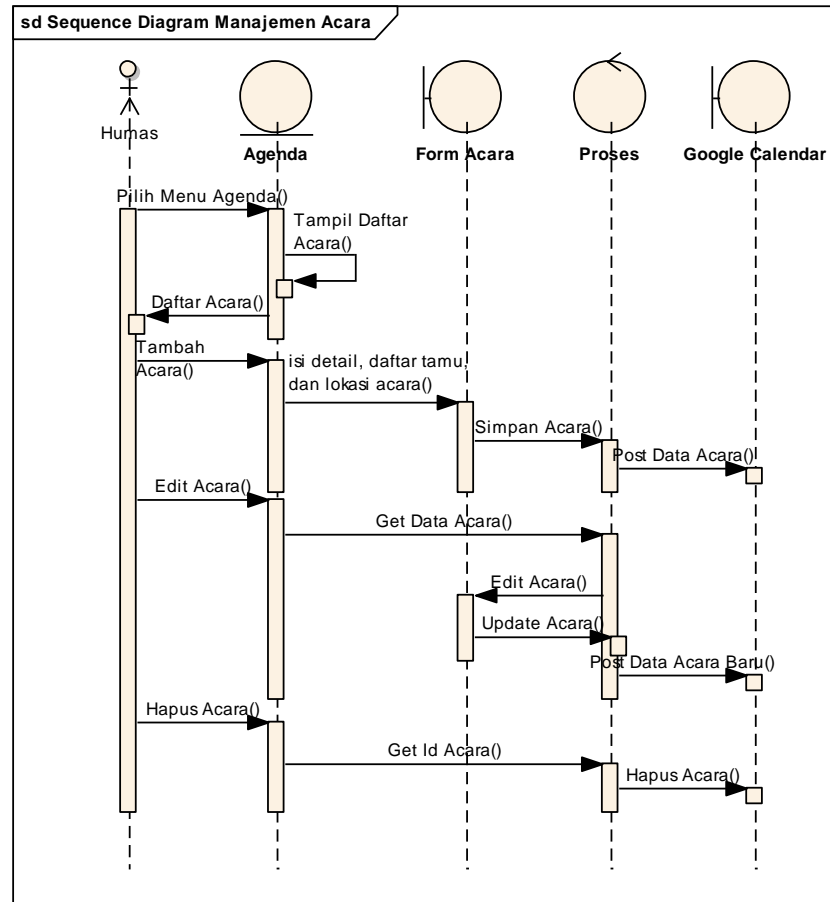 sd Sequence Diagram Manajemen Acara
Humas
Agenda
Form Acara
Proses
Google Calendar
Pilih Menu Agenda()
Tampil Daftar
Acara()
Daftar Acara()
Tambah
Acara()
isi detail, daftar tamu,
dan lokasi acara()
Simpan Acara()
Post Data Acara()
Edit Acara()
Get Data Acara()
Edit Acara()
Update Acara()
Post Data Acara Baru()
Hapus Acara()
Get Id Acara()
Hapus Acara()